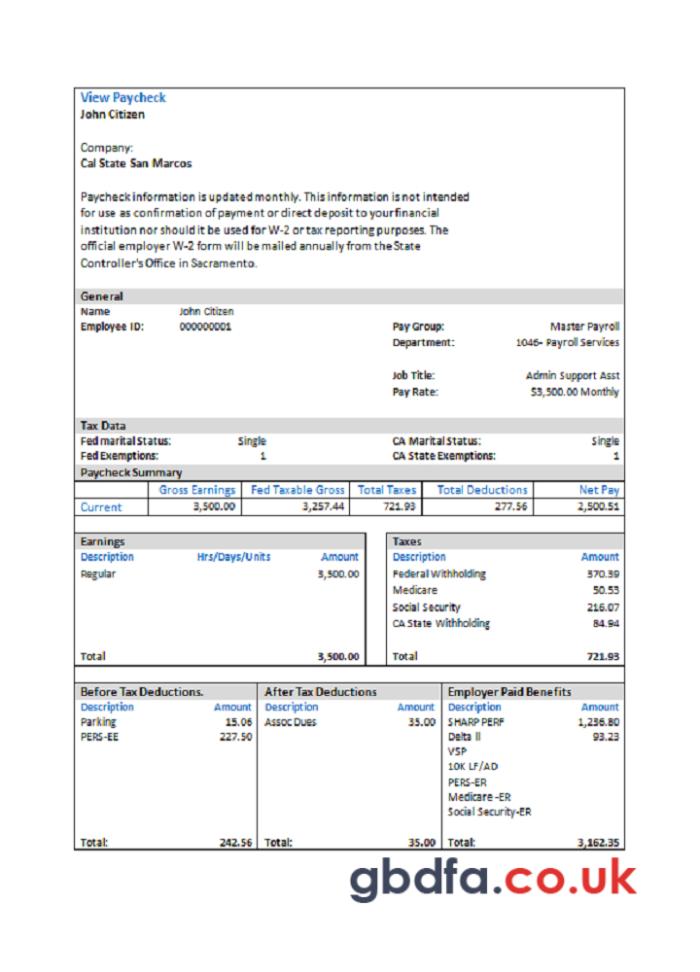 View Paycheck
John Citizen
Company:
Cal State San Marcos
Paycheck information is updated monthly. This information is not intended
for use as confirmation of payment or direct deposit to your financial
institution nor should it be used for W-2 or tax reporting purposes. The
official employer W-2 form will be mailed annually from the State
Controller's Office in Sacramento.
General
Name John Citizen
Employee ID: 000000001 Pay Group: Master Payroll
Department: 1046- Payroll Services
Job Title: Admin Support Asst
Pay Rate: $3,500.00 Monthly
Tax Data
Fed marital Status: Single CA Marital Status: Single
Fed Exemptions: 1 CA State Exemptions: 1
Paycheck Summary
Gross Earnings Fed Taxable Gross Total Taxes Total Deductions Net Pay
Current 3,500.00 3,257.44 721.93 277.56 2,500.51
Earnings Taxes
Description Hrs/Days/Units Amount Description Amount
Regular 3,500.00 Federal Withholding 370.39
Medicare 50.53
Social Security 216.07
CA State Withholding 84.94
Total 3,500.00 Total 721.93
Before Tax Deductions. After Tax Deductions Employer Paid Benefits
Description Amount Description Amount Description Amount
Parking 15.06 Assoc Dues 35.00 SHARP PERF 1,236.80
PERS-EE 227.50 Delta II 93.23
VSP
10K LF/AD
PERS-ER
Medicare -ER
Social Security-ER
Total: 242.56 Total: 35.00 Total: 3,162.35
gbdfa.co.uk